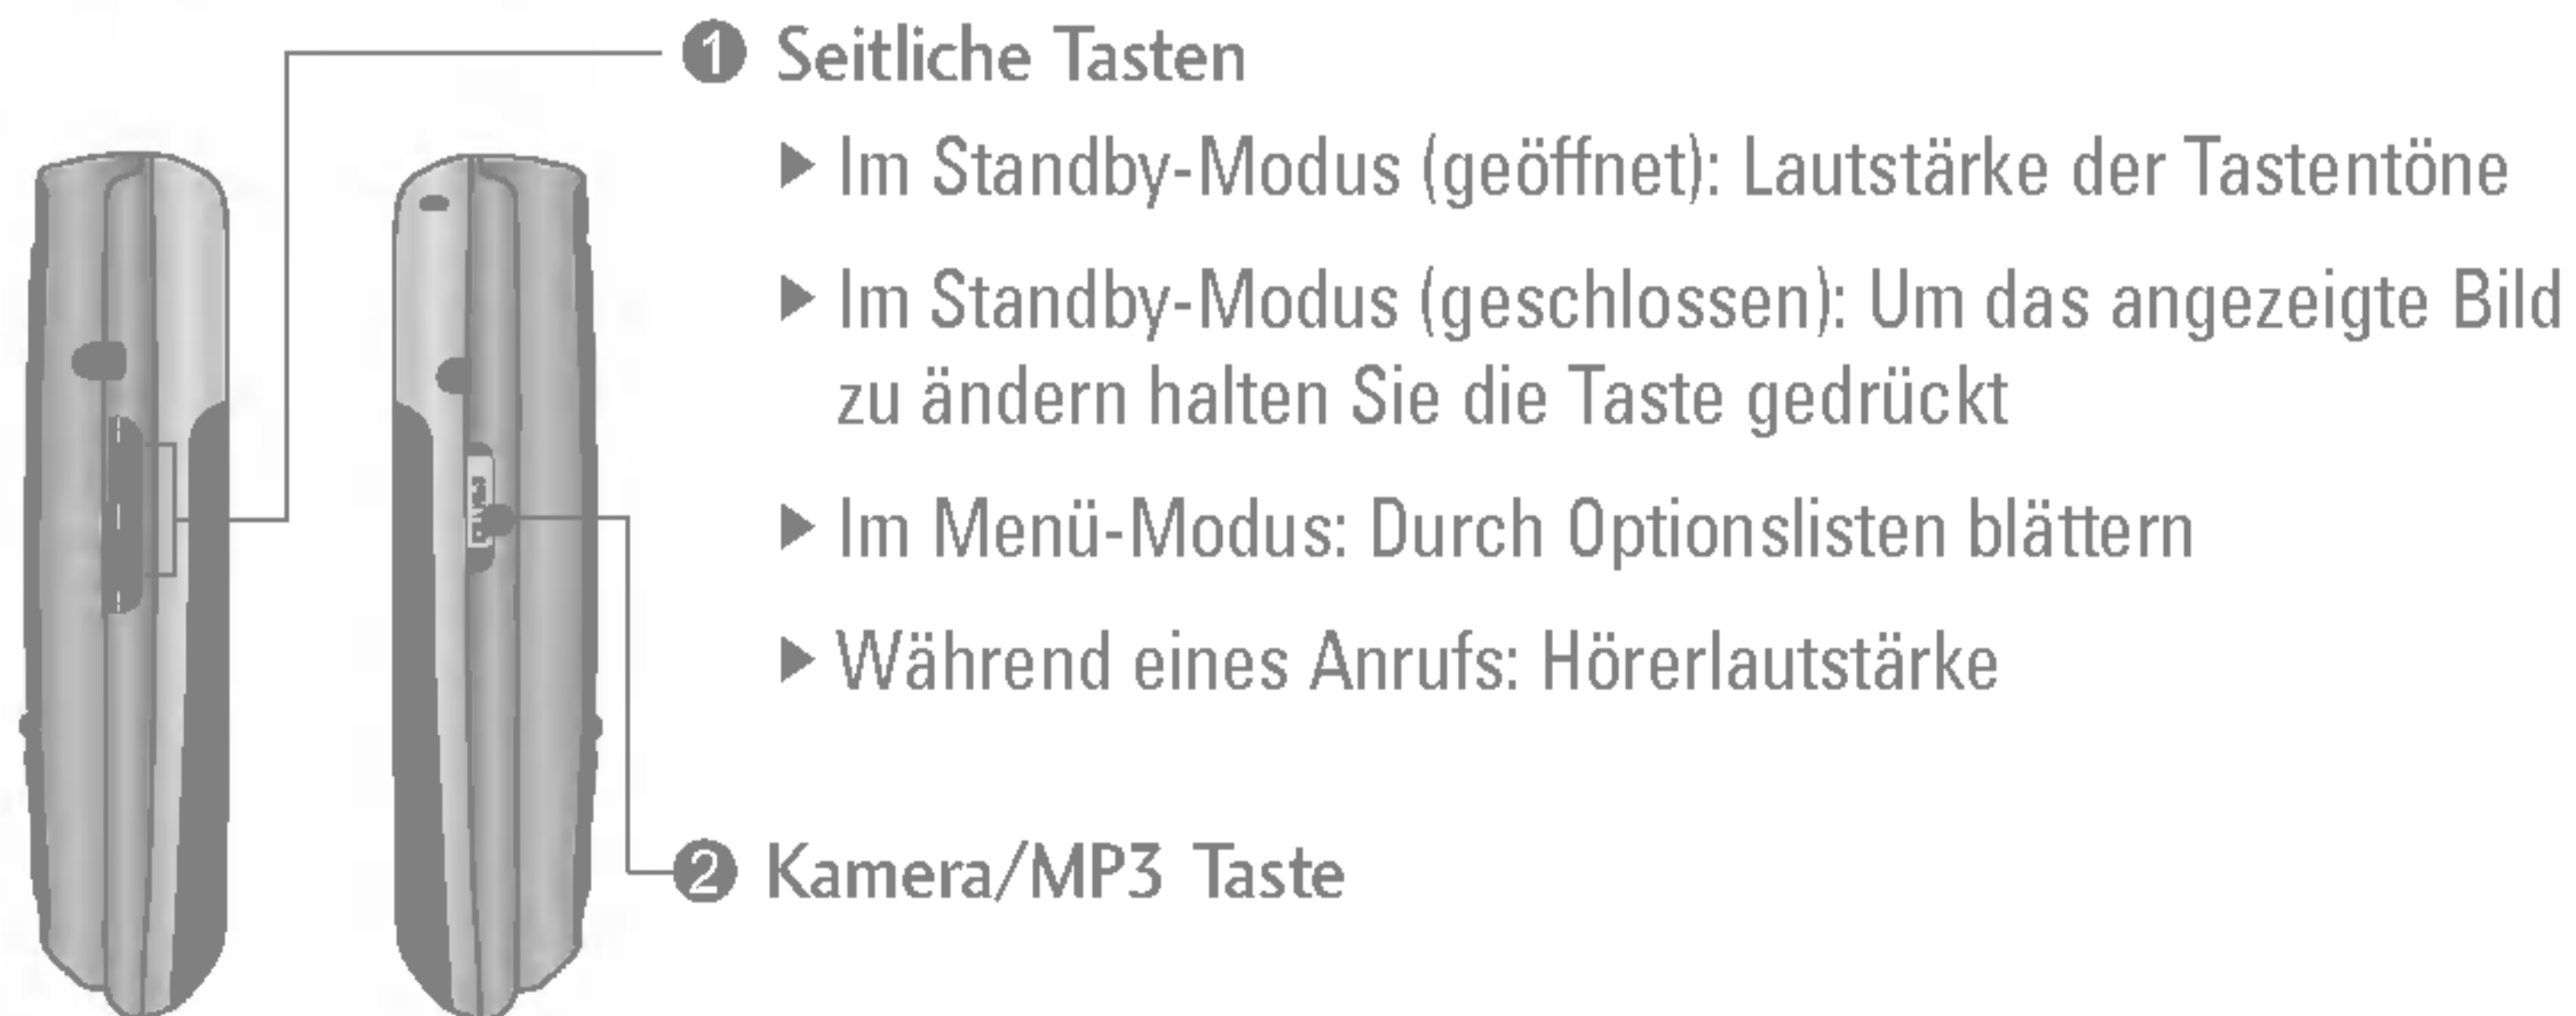 ❶ Seitliche Tasten
▶ Im Standby-Modus (geöffnet): Lautstärke der Tastentöne
▶ Im Standby-Modus (geschlossen): Um das angezeigte Bild
zu ändern halten Sie die Taste gedrückt
▶ Im Menü-Modus: Durch Optionslisten blättern
▶ Während eines Anrufs: Hörerlautstärke
❷ Kamera/MP3 Taste